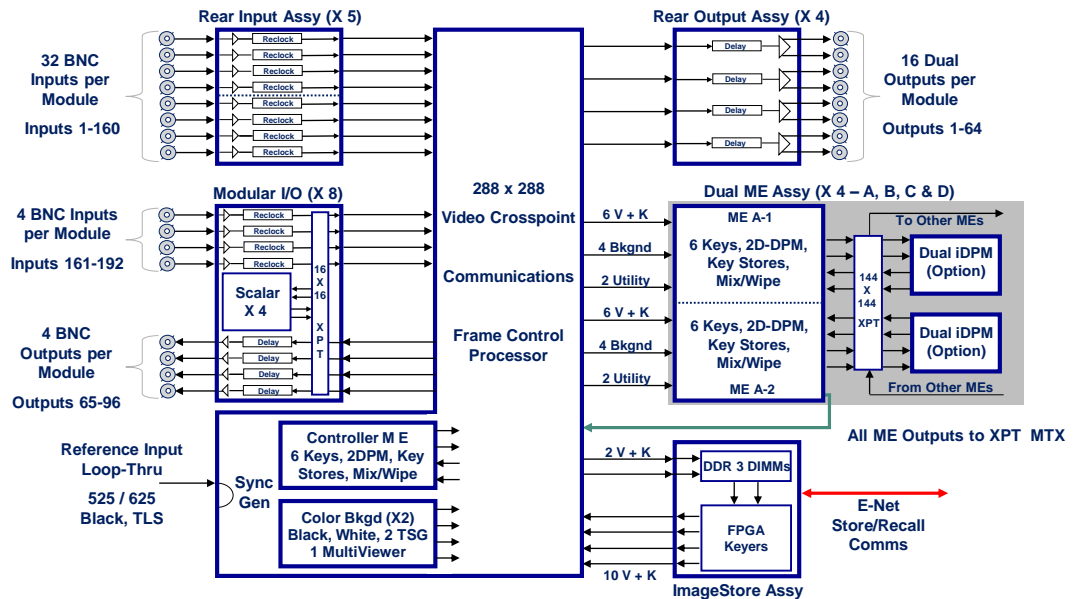 Rear Input Assy (X 5)
32 BNC
Inputs per
Module
Inputs 1-160
Reclock
Reclock
Reclock
Reclock
Reclock
Reclock
Reclock
Reclock
Rear Output Assy (X 4)
Delay
Delay
Delay
Delay
16 Dual
Outputs per
Module
Outputs 1-64
Modular I/O (X 8)
4 BNC Inputs
per Module
Inputs 161-192
Reclock
Reclock
Reclock
Reclock
Scalar
X 4
16
X
16
X
P
T
4 BNC
Outputs per
Module
Outputs 65-96
Delay
Delay
Delay
Delay
288 x 288
Video Crosspoint
Communications
Frame Control
Processor
Dual ME Assy (X 4 – A, B, C & D)
6 V + K
4 Bkgnd
2 Utility
6 V + K
4 Bkgnd
2 Utility
ME A-1
6 Keys, 2D-DPM,
Key Stores,
Mix/Wipe
6 Keys, 2D-DPM,
Key Stores,
Mix/Wipe
ME A-2
To Other MEs
144
X
144
XPT
Dual iDPM
(Option)
Dual iDPM
(Option)
From Other MEs
All ME Outputs to XPT MTX
Reference Input
Loop-Thru
525 / 625
Black, TLS
Sync
Gen
Controller M E
6 Keys, 2DPM, Key
Stores, Mix/Wipe
Color Bkgd (X2)
Black, White, 2 TSG
1 MultiViewer
2 V + K
10 V + K
DDR 3 DIMMs
FPGA
Keyers
ImageStore Assy
E-Net
Store/Recall
Comms